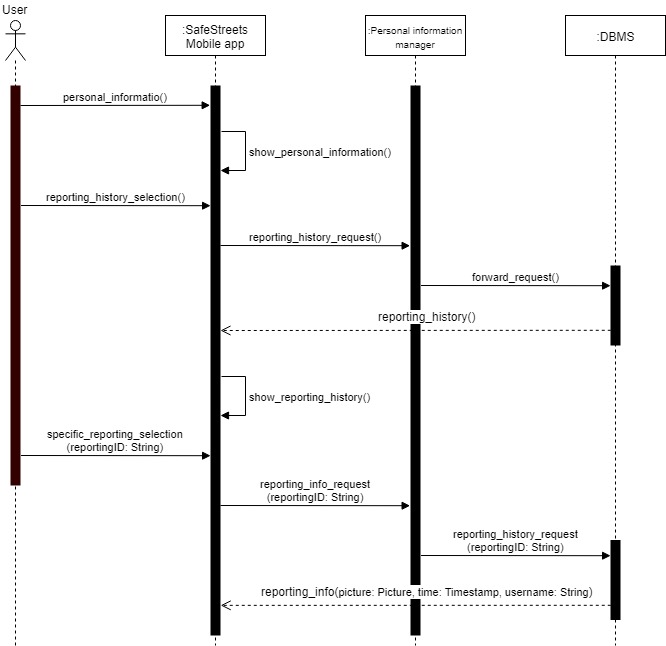 User
:SafeStreets
Mobile app
:Personal information
manager
:DBMS
personal_informatio()
show_personal_information()
reporting_history_selection()
reporting_history_request()
forward_request()
reporting_history()
show_reporting_history()
specific_reporting_selection
(reportingID: String)
reporting_info_request
(reportingID: String)
reporting_history_request
(reportingID: String)
reporting_info(picture: Picture, time: Timestamp, username: String)